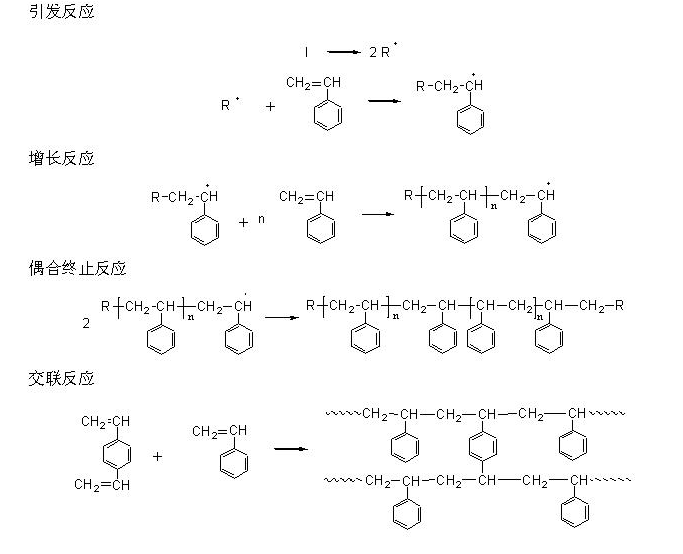 引发反应
I ⟶ 2 R•
R• + CH2=CH ⟶ R-CH2-CH•
增长反应
R-CH2-CH• + n CH2=CH ⟶ R-[CH2-CH]n-CH2-CH•
偶合终止反应
2 R-[CH2-CH]n-CH2-CH• ⟶ R-[CH2-CH]n-CH2-CH-[CH-CH2]n-CH-CH2-R
交联反应
CH2=CH CH2=CH CH2-CH-CH2-CH-CH2-CH
+ ⟶
CH2=CH CH2-CH-CH2-CH-CH2-CH